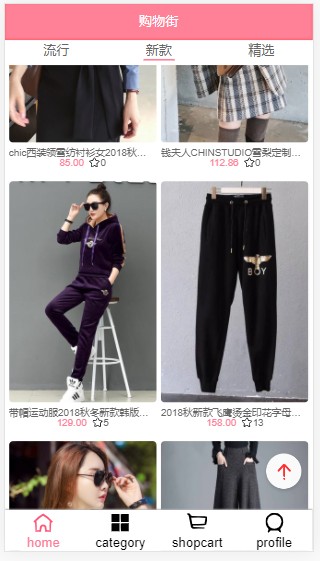 购物街
流行 新款 精选
chic西装领雪纺衬衫女2018秋...
85.00 0
钱夫人CHINSTUDIO雪梨定制...
112.86 0
BOY
带帽运动服2018秋冬新款韩版...
129.00 5
2018秋新款飞鹰烫金印花字母...
158.00 13
home category shopcart profile